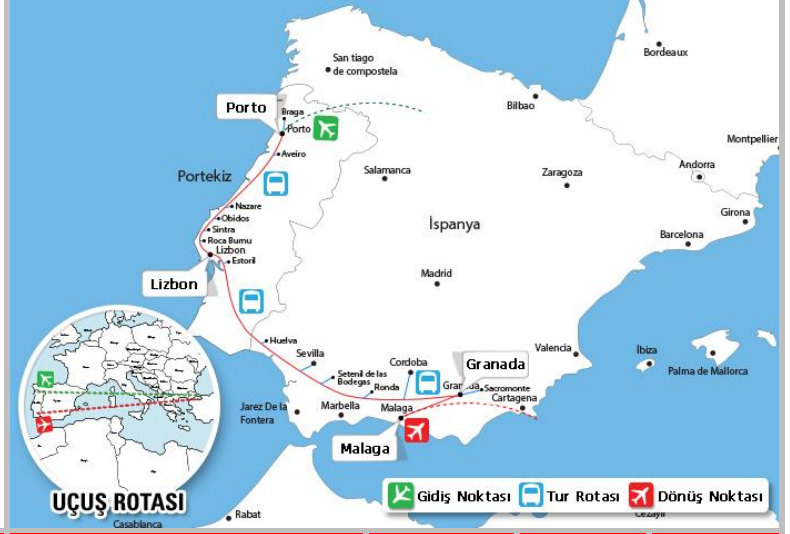 Bordeaux
San tiago
de compostela
Bilbao
Porto
Braga
Porto
Montpellier
Aveiro
Andorra
Salamanca
Zaragoza
Portekiz
Nazare
Obidos
Girona
Sintra
İspanya
Barcelona
Roca Burnu
Lizbon
Estoril
Madrid
Lizbon
Huelva
Valencia
İbiza
Sevilla
Cordoba
Granada
Palma de Mallorca
Setenil de las
Bodegas
Ronda
Granada
Sacromonte
Cartagena
Jarez De la
Fontera
Marbella
Malaga
Malaga
UÇUŞ ROTASI
Gidiş Noktası
Tur Rotası
Dönüş Noktası
Casablanca
Rabat
Cezayir